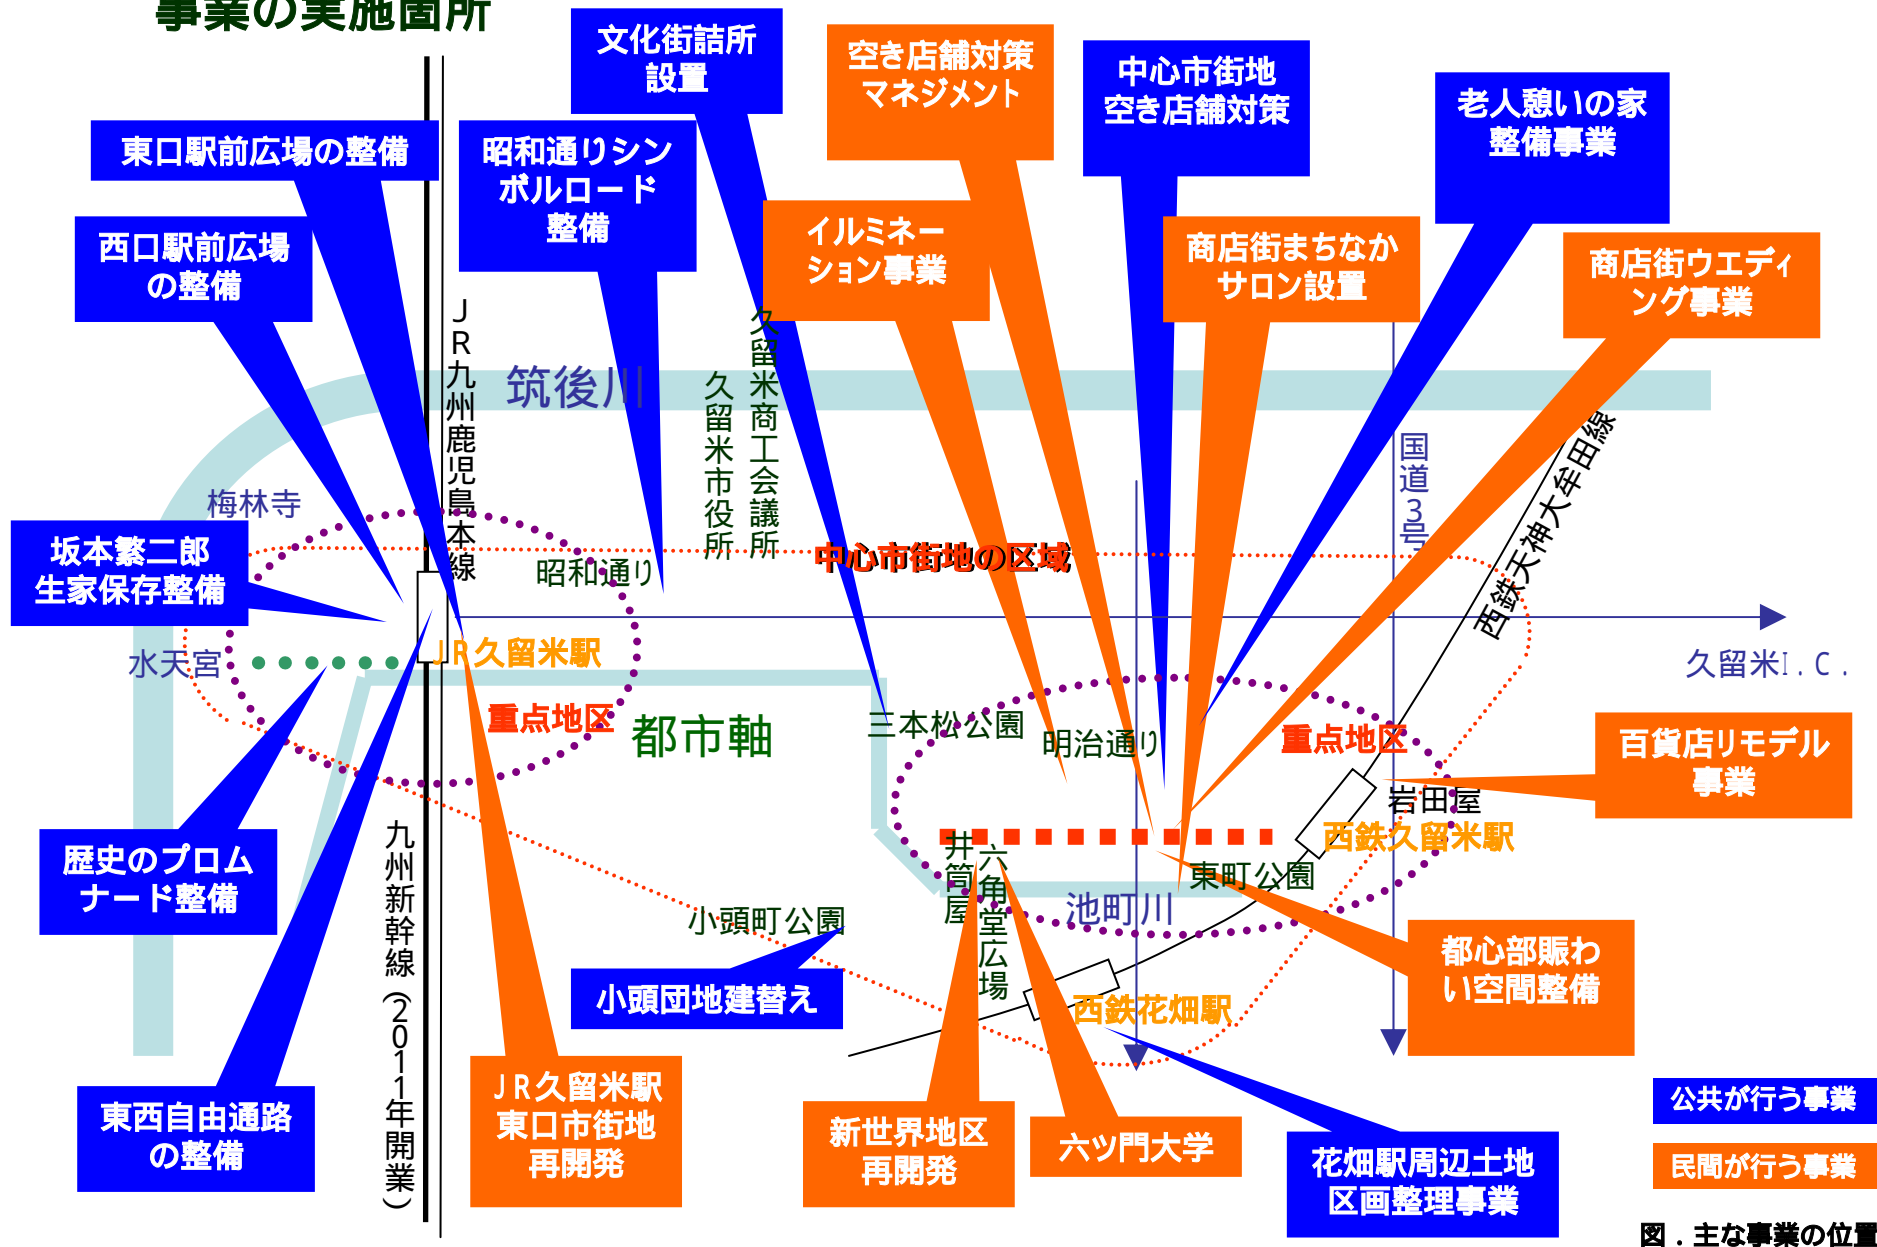 事業の実施箇所
文化街詰所
設置
空き店舗対策
マネジメント
中心市街地
空き店舗対策
老人憩いの家
整備事業
東口駅前広場の整備
昭和通りシン
ボルロード
整備
イルミネー
ション事業
商店街まちなか
サロン設置
商店街ウエディ
ング事業
西口駅前広場
の整備
JR九州鹿児島本線
筑後川
久留米市役所
久留米商工会議所
国道3号
西鉄天神大牟田線
梅林寺
坂本繁二郎
生家保存整備
昭和通り
中心市街地の区域
水天宮
JR久留米駅
久留米I.C.
重点地区
都市軸
三本松公園
明治通り
重点地区
百貨店リモデル
事業
岩田屋
西鉄久留米駅
歴史のプロム
ナード整備
九州新幹線(2011年開業)
井筒屋
六角堂広場
東町公園
池町川
小頭町公園
都心部賑わ
い空間整備
小頭団地建替え
西鉄花畑駅
東西自由通路
の整備
JR久留米駅
東口市街地
再開発
新世界地区
再開発
六ツ門大学
花畑駅周辺土地
区画整理事業
公共が行う事業
民間が行う事業
図.主な事業の位置